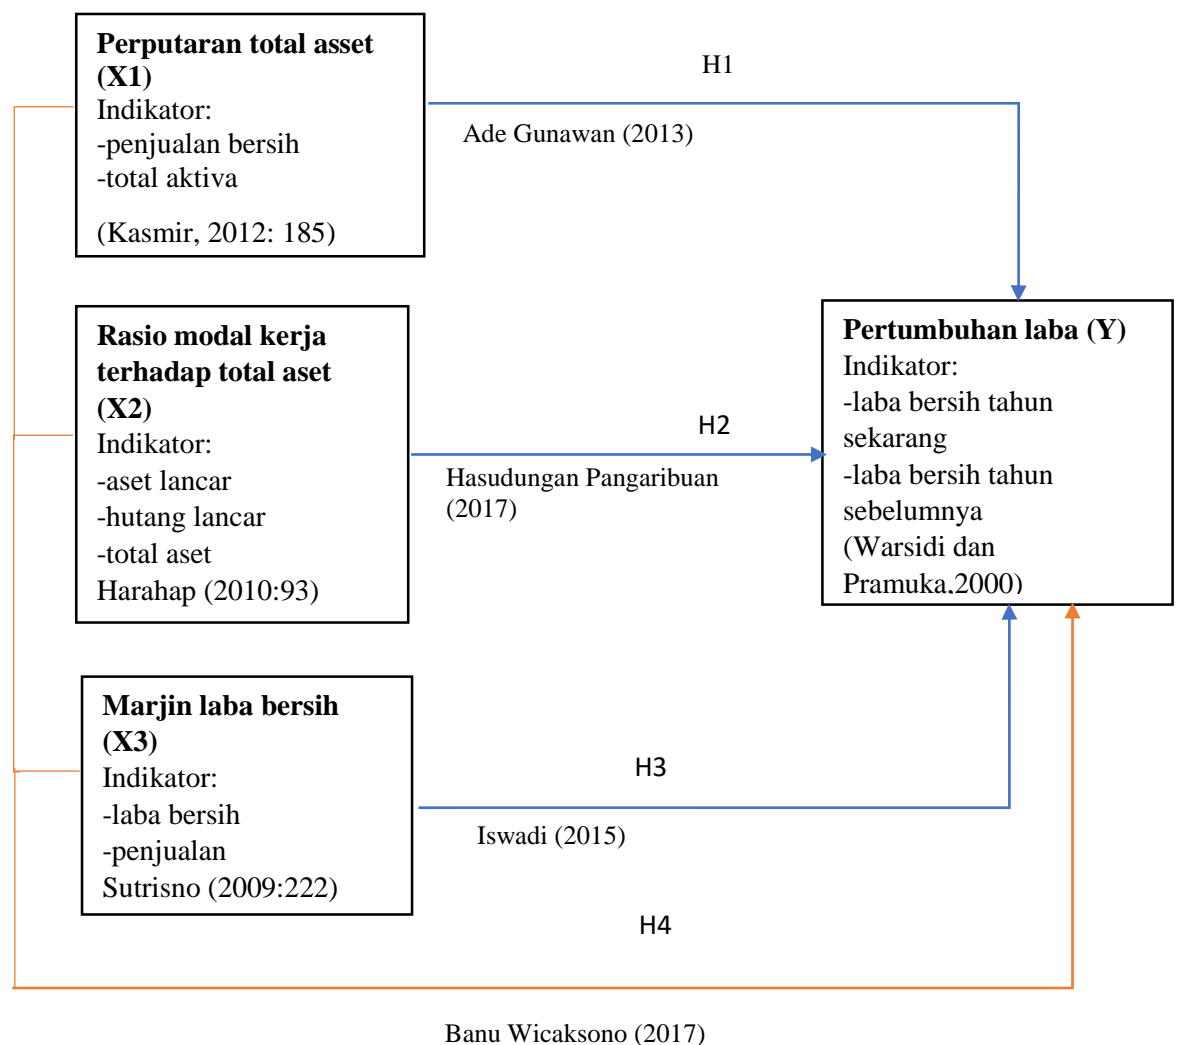 Perputaran total asset
(X1)
Indikator:
-penjualan bersih
-total aktiva
(Kasmir, 2012: 185)
H1
Ade Gunawan (2013)
Rasio modal kerja
terhadap total aset
(X2)
Indikator:
-aset lancar
-hutang lancar
-total aset
Harahap (2010:93)
H2
Hasudungan Pangaribuan
(2017)
Pertumbuhan laba (Y)
Indikator:
-laba bersih tahun
sekarang
-laba bersih tahun
sebelumnya
(Warsidi dan
Pramuka,2000)
Marjin laba bersih
(X3)
Indikator:
-laba bersih
-penjualan
Sutrisno (2009:222)
H3
Iswadi (2015)
H4
Banu Wicaksono (2017)